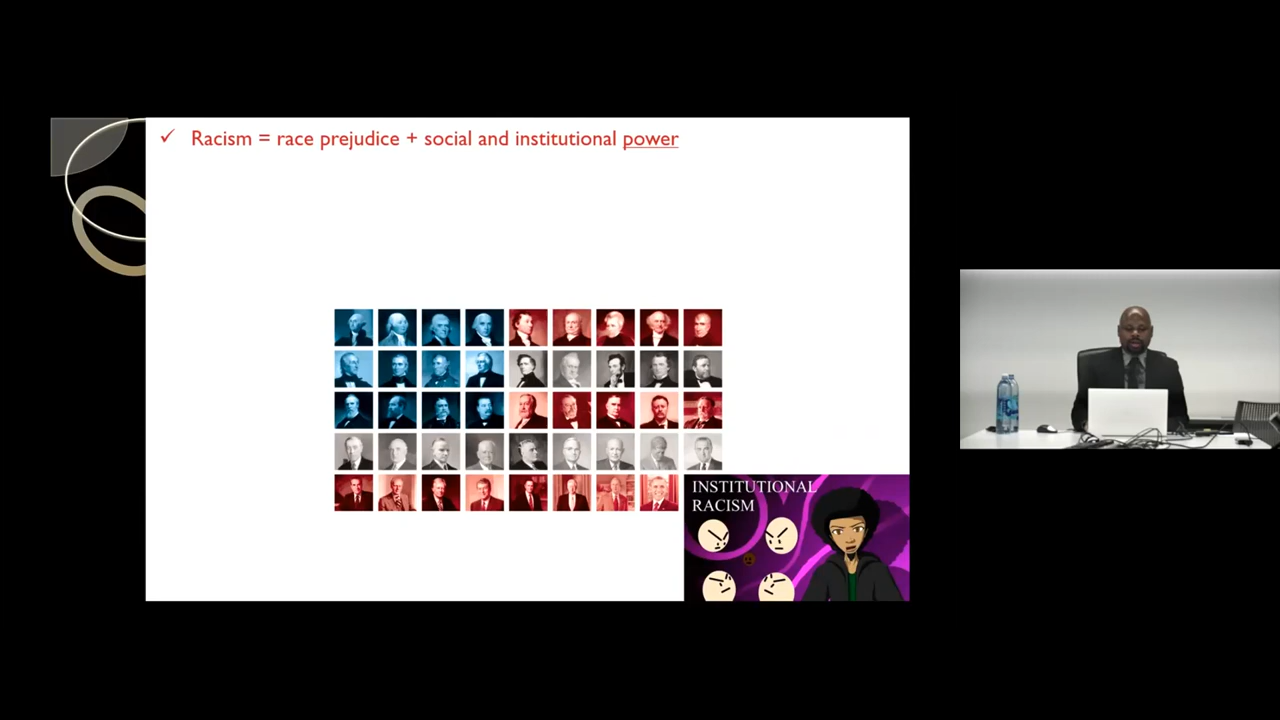 ✓ Racism = race prejudice + social and institutional power
INSTITUTIONAL
RACISM